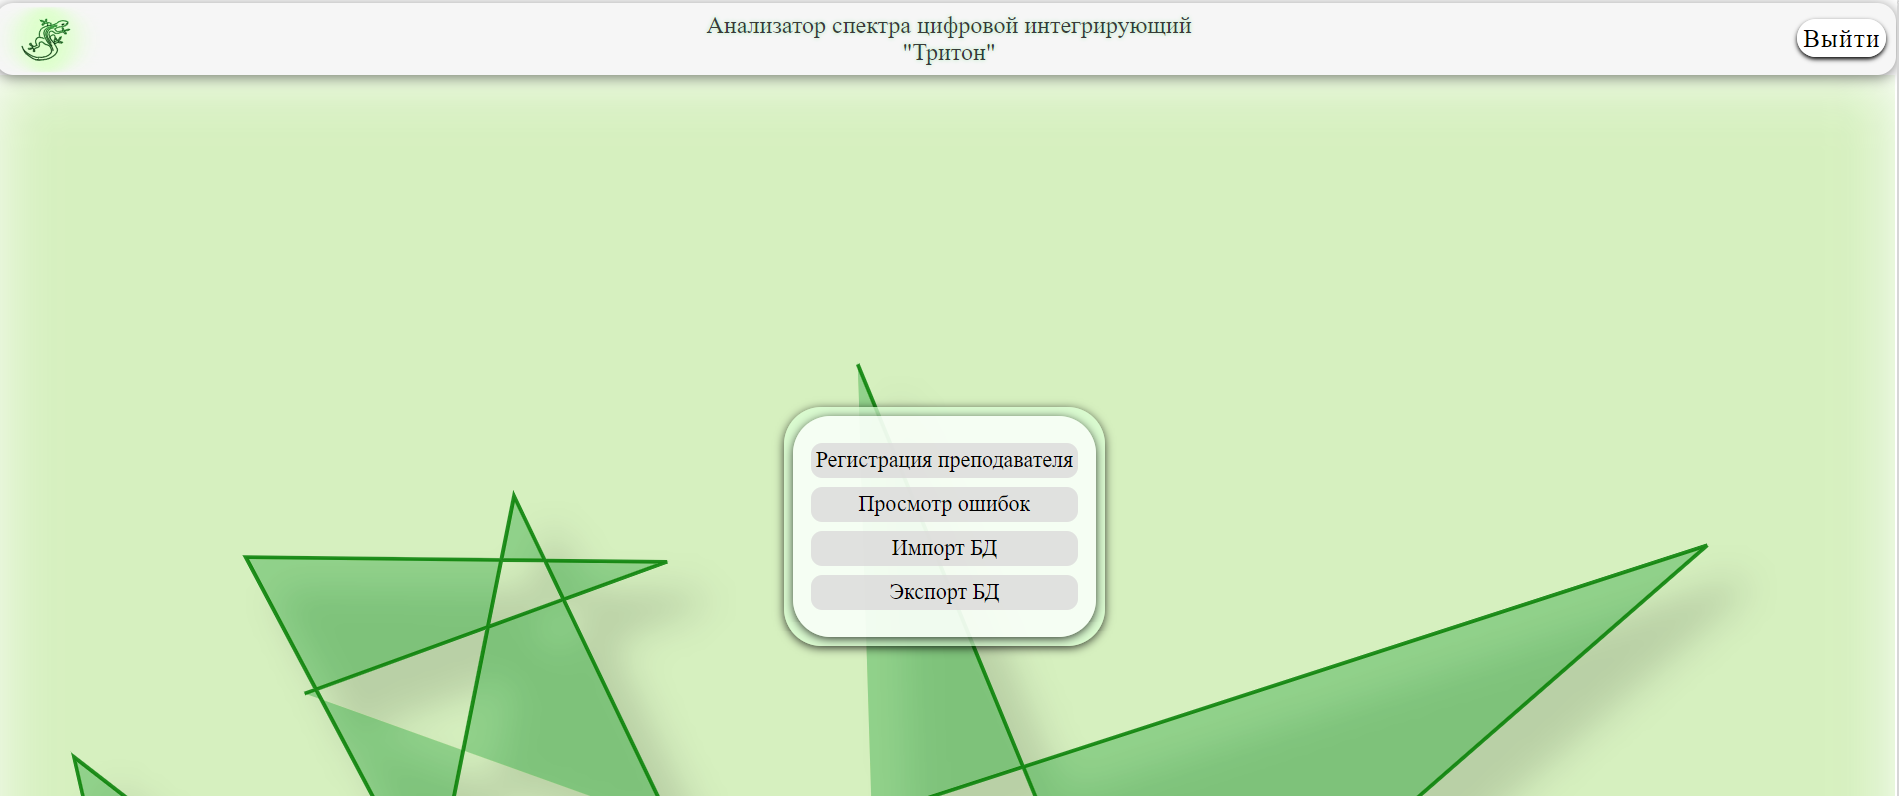 Анализатор спектра цифровой интегрирующий
"Тритон"
Выйти
Регистрация преподавателя
Просмотр ошибок
Импорт БД
Экспорт БД